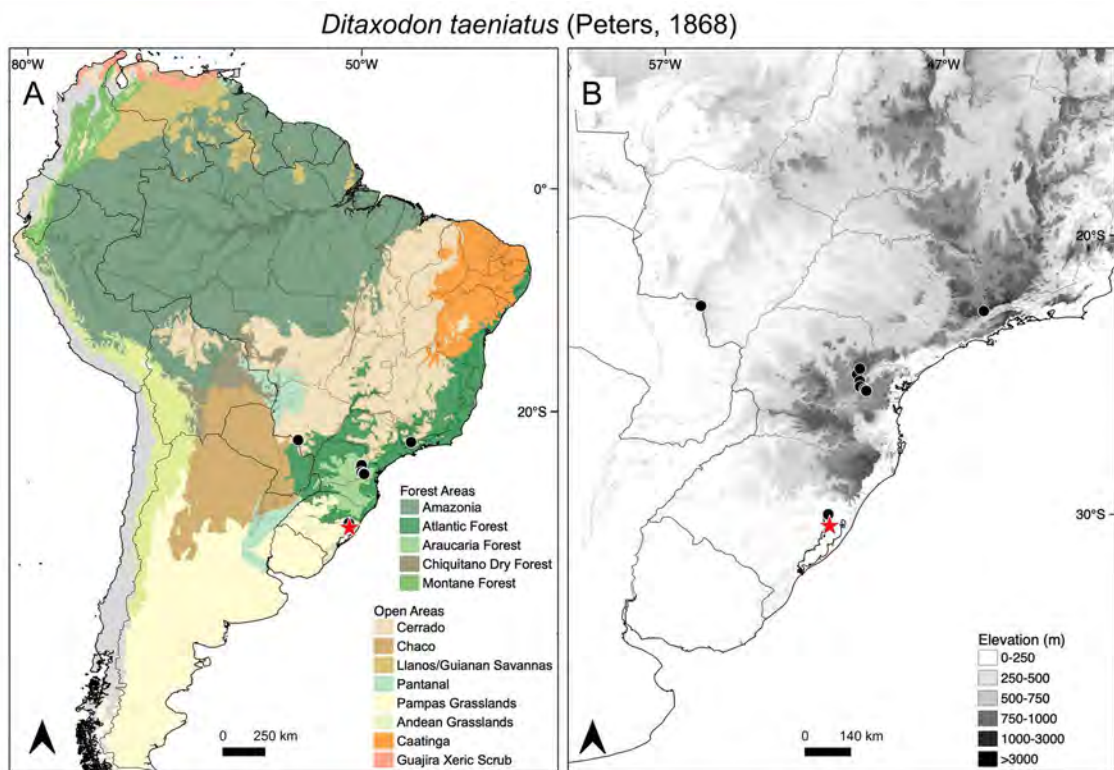 Ditaxodon taeniatus (Peters, 1868)
80°W
50°W
A
0°
20°S
Forest Areas
Amazonia
Atlantic Forest
Araucaria Forest
Chiquitano Dry Forest
Montane Forest
Open Areas
Cerrado
Chaco
Llanos/Guianan Savannas
Pantanal
Pampas Grasslands
Andean Grasslands
Caatinga
Guajira Xeric Scrub
0 250 km
57°W
47°W
B
20°S
30°S
Elevation (m)
0-250
250-500
500-750
750-1000
1000-3000
>3000
0 140 km